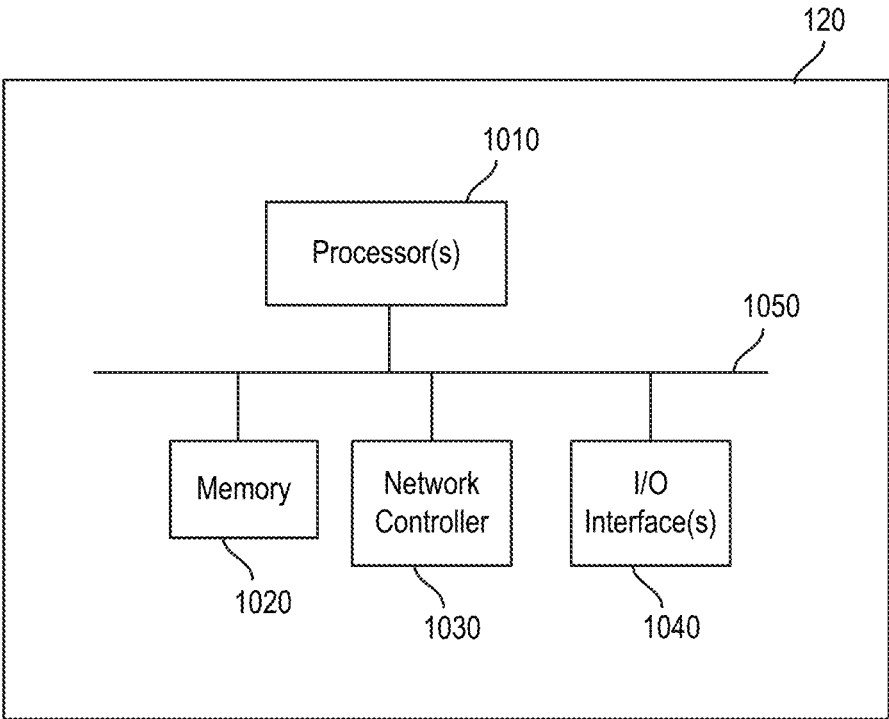 120
1010
Processor(s)
1050
Memory
Network
Controller
I/O
Interface(s)
1020
1030
1040